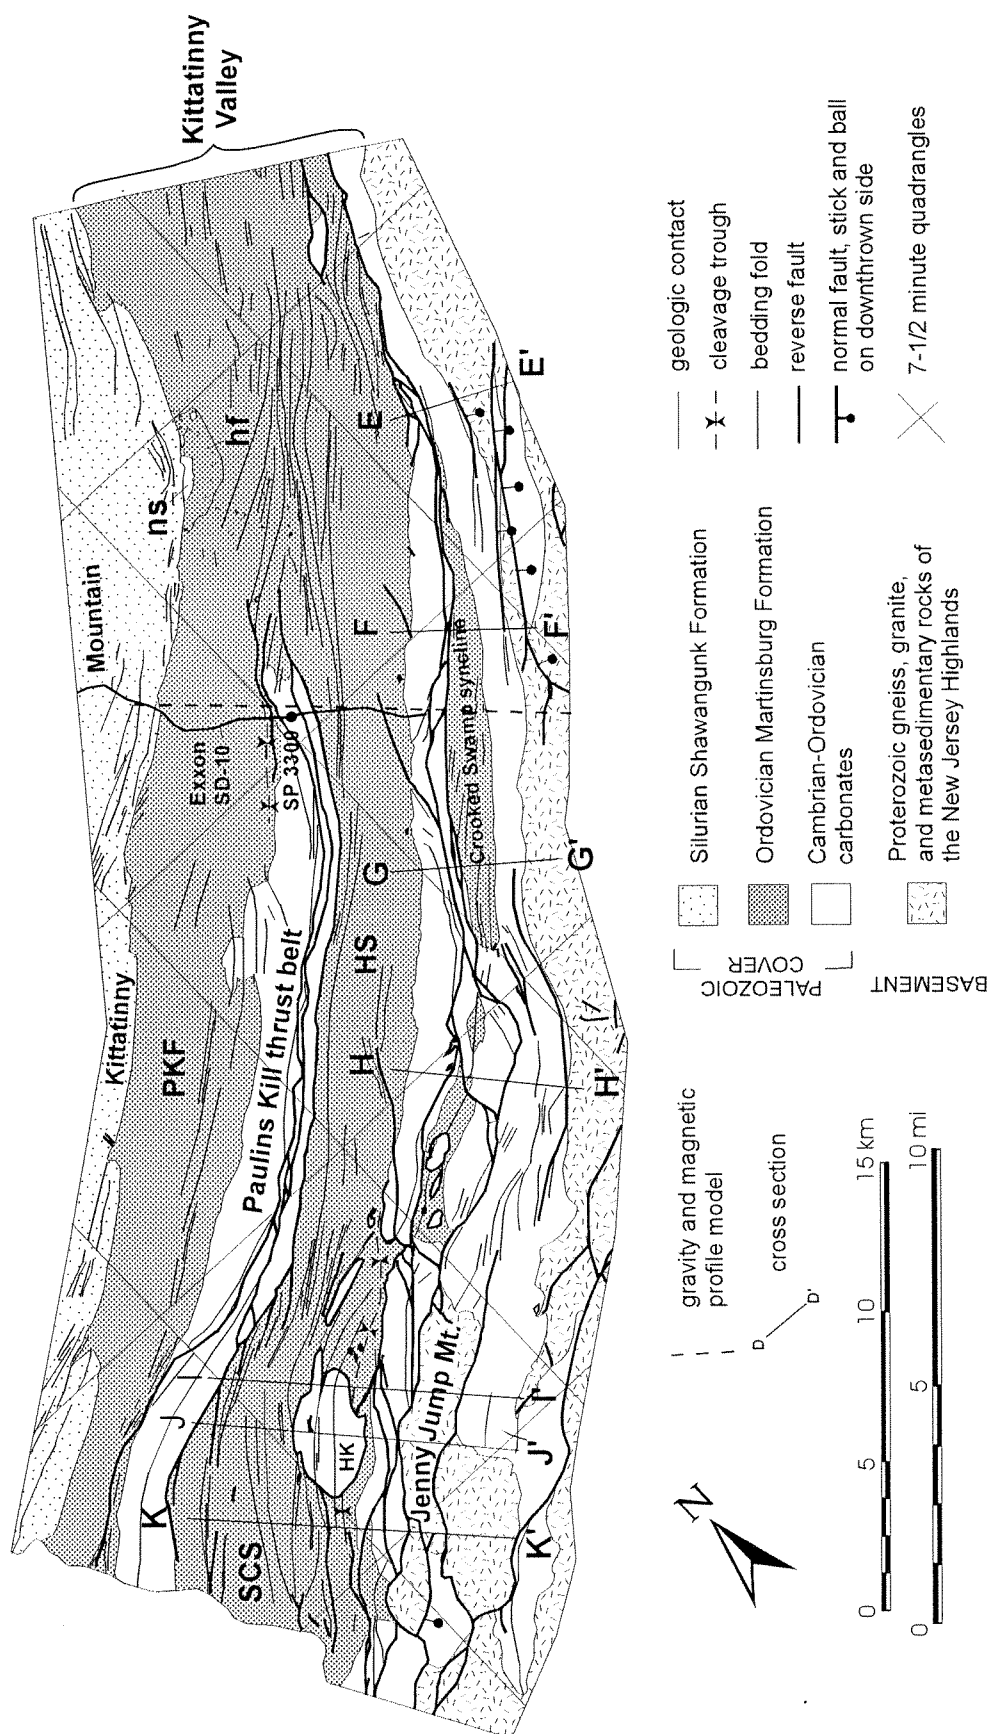 Kittatinny
Valley
Mountain
Kittatinny
ns
hf
PKF
Exxon
SD-10
SP 3300
Paulins Kill thrust belt
HS
SCS
HK
Crooked Swamp syncline
Jenny Jump Mt.
E
E'
F
F'
G
G'
H
H'
I
I'
J
J'
K
K'
geologic contact
cleavage trough
bedding fold
reverse fault
normal fault, stick and ball
on downthrown side
7-1/2 minute quadrangles
PALEOZOIC
COVER
Silurian Shawangunk Formation
Ordovician Martinsburg Formation
Cambrian-Ordovician
carbonates
BASEMENT
Proterozoic gneiss, granite,
and metasedimentary rocks of
the New Jersey Highlands
gravity and magnetic
profile model
D
D'
cross section
N
0 5 10 15 km
0 5 10 mi